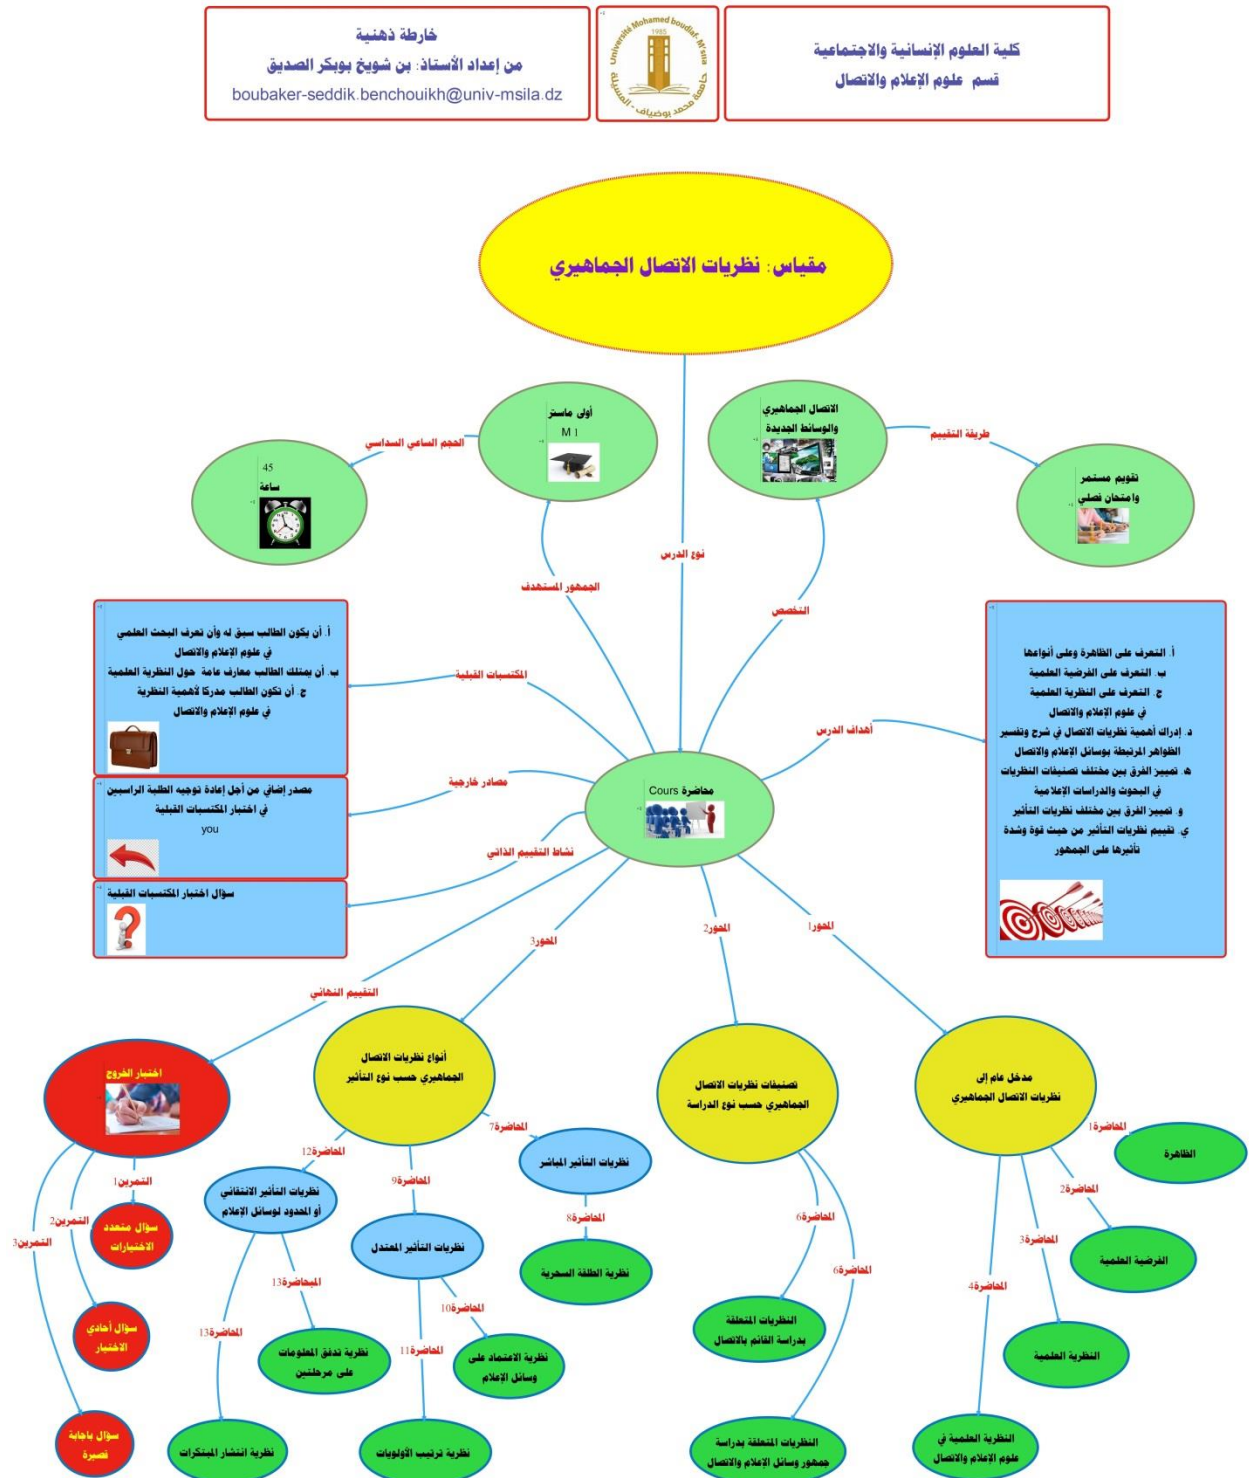 كلية العلوم الإنسانية والاجتماعية
قسم علوم الإعلام والاتصال
Université Mohamed boudiaf- M'sila
1985
جامعة محمد بوضياف - المسيلة
خارطة ذهنية
من إعداد الأستاذ: بن شويخ بوبكر الصديق
boubaker-seddik.benchouikh@univ-msila.dz
مقياس: نظريات الاتصال الجماهيري
الاتصال الجماهيري
والوسائط الجديدة
طريقة التقييم
تقويم مستمر
وامتحان فصلي
أولى ماستر
M 1
الحجم الساعي السداسي
45
ساعة
نوع الدرس
الجمهور المستهدف
التخصص
أ. التعرف على الظاهرة وعلى أنواعها
ب. التعرف على الفرضية العلمية
ج. التعرف على النظرية العلمية
في علوم الإعلام والاتصال
د. إدراك أهمية نظريات الاتصال في شرح وتفسير
الظواهر المرتبطة بوسائل الإعلام والاتصال
ه. تمييز الفرق بين مختلف تصنيفات النظريات
في البحوث والدراسات الإعلامية
و. تمييز الفرق بين مختلف نظريات التأثير
ي. تقييم نظريات التأثير من حيث قوة وشدة
تأثيرها على الجمهور
أهداف الدرس
المكتسبات القبلية
أ. أن يكون الطالب سبق له وأن تعرف البحث العلمي
في علوم الإعلام والاتصال
ب. أن يمتلك الطالب معارف عامة حول النظرية العلمية
ج. أن تكون الطالب مدركا لأهمية النظرية
في علوم الإعلام والاتصال
مصادر خارجية
مصدر إضافي من أجل إعادة توجيه الطلبة الراسبين
في اختبار المكتسبات القبلية
you
نشاط التقييم الذاتي
سؤال اختبار المكتسبات القبلية
محاضرة Cours
المحور1
المحور2
المحور3
التقييم النهائي
مدخل عام إلى
نظريات الاتصال الجماهيري
المحاضرة1
الظاهرة
المحاضرة2
الفرضية العلمية
المحاضرة3
النظرية العلمية
المحاضرة4
النظرية العلمية في
علوم الإعلام والاتصال
تصنيفات نظريات الاتصال
الجماهيري حسب نوع الدراسة
المحاضرة6
النظريات المتعلقة
بدراسة القائم بالاتصال
المحاضرة6
النظريات المتعلقة بدراسة
جمهور وسائل الإعلام والاتصال
أنواع نظريات الاتصال
الجماهيري حسب نوع التأثير
المحاضرة7
نظريات التأثير المباشر
المحاضرة8
نظرية الطلقة السحرية
المحاضرة9
نظريات التأثير المعتدل
المحاضرة10
نظرية الاعتماد على
وسائل الإعلام
المحاضرة11
نظرية ترتيب الأولويات
المحاضرة12
نظريات التأثير الانتقائي
أو المحدود لوسائل الإعلام
المبحاضرة13
نظرية تدفق المعلومات
على مرحلتين
المحاضرة13
نظرية انتشار المبتكرات
اختبار الخروج
التمرين1
سؤال متعدد
الاختيارات
التمرين2
سؤال أحادي
الاختيار
التمرين3
سؤال بإجابة
قصيرة